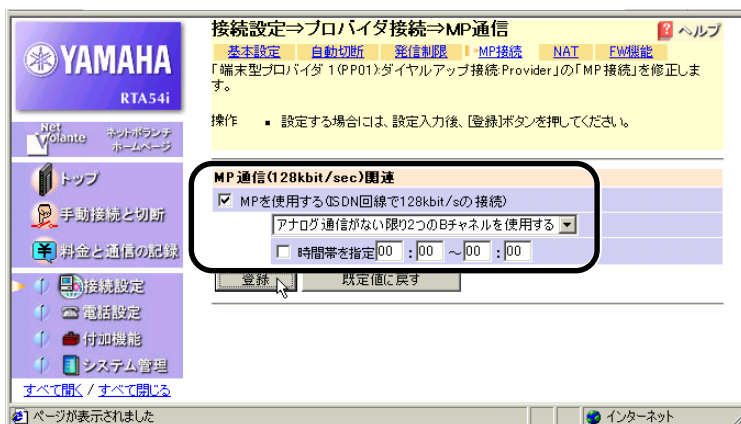 YAMAHA
RTA54i
Net Volante ネットボランチ ホームページ
トップ
手動接続と切断
料金と通信の記録
接続設定
電話設定
付加機能
システム管理
すべて開く / すべて閉じる
接続設定⇒プロバイダ接続⇒MP通信
? ヘルプ
基本設定 自動切断 発信制限 MP接続 NAT FW機能
「端末型プロバイダ 1(PP01):ダイヤルアップ接続:Provider」の「MP接続」を修正しま
す。
操作 ■ 設定する場合には、設定入力後、[登録]ボタンを押してください。
MP通信(128kbit/sec)関連
MPを使用する(ISDN回線で128kbit/sの接続)
アナログ通信がない限り2つのBチャネルを使用する
時間帯を指定 00 : 00 ~ 00 : 00
登録 既定値に戻す
ページが表示されました
インターネット